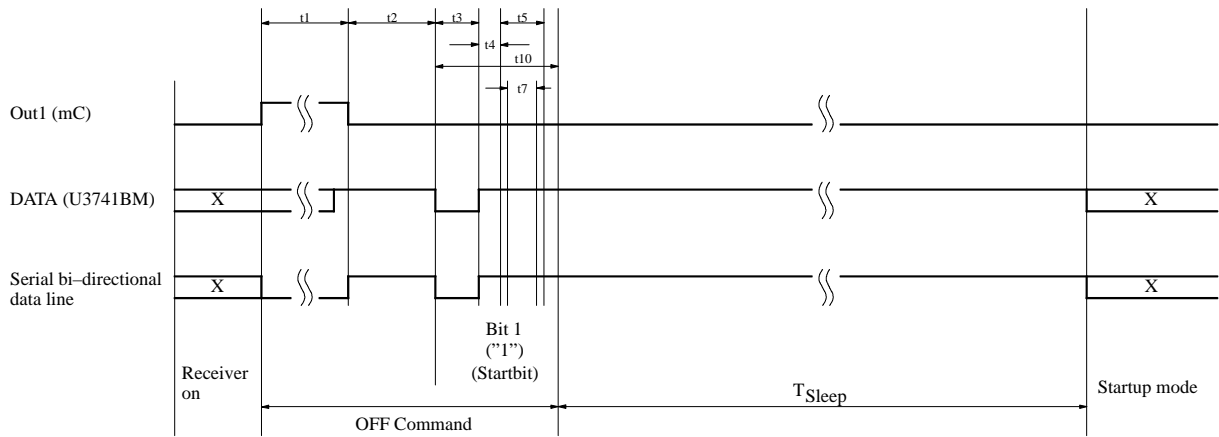 t1
t2
t3
t5
t4
t10
t7
Out1 (mC)
DATA (U3741BM)
X
X
Serial bi–directional
data line
X
X
Bit 1
(”1”)
(Startbit)
Receiver
on
TSleep
Startup mode
OFF Command